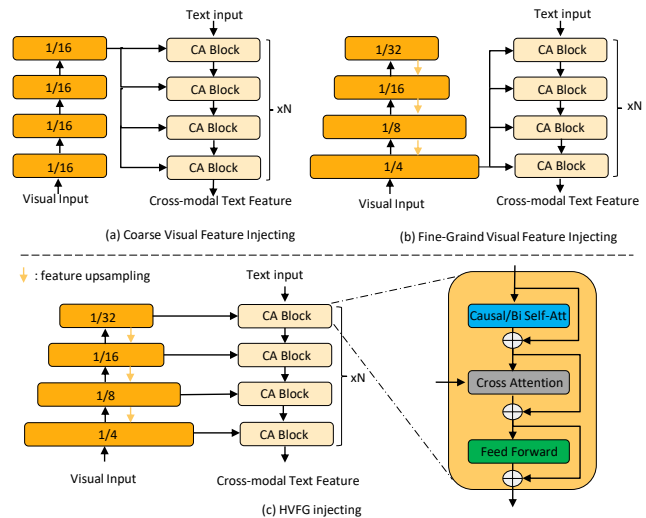 Text input
1/16
1/16
1/16
1/16
CA Block
CA Block
CA Block
CA Block
xN
Visual Input
Cross-modal Text Feature
(a) Coarse Visual Feature Injecting
Text input
1/32
1/16
1/8
1/4
CA Block
CA Block
CA Block
CA Block
xN
Visual Input
Cross-modal Text Feature
(b) Fine-Graind Visual Feature Injecting
: feature upsampling
Text input
1/32
1/16
1/8
1/4
CA Block
CA Block
CA Block
CA Block
xN
Visual Input
Cross-modal Text Feature
Causal/Bi Self-Att
Cross Attention
Feed Forward
(c) HVFG injecting